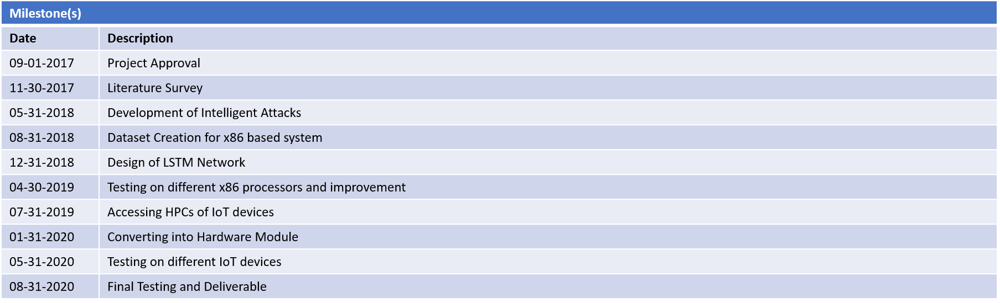 Milestone(s)
Date Description
09-01-2017 Project Approval
11-30-2017 Literature Survey
05-31-2018 Development of Intelligent Attacks
08-31-2018 Dataset Creation for x86 based system
12-31-2018 Design of LSTM Network
04-30-2019 Testing on different x86 processors and improvement
07-31-2019 Accessing HPCs of IoT devices
01-31-2020 Converting into Hardware Module
05-31-2020 Testing on different IoT devices
08-31-2020 Final Testing and Deliverable